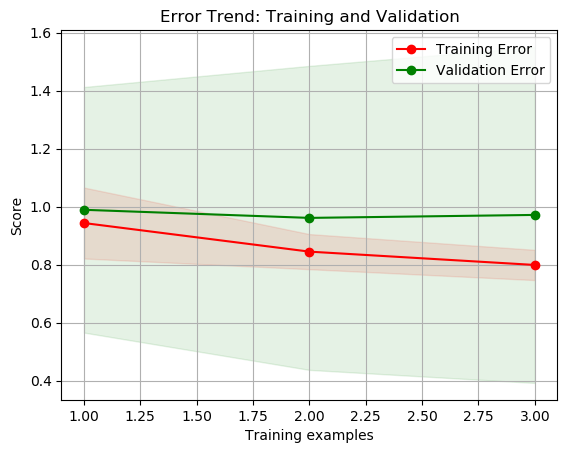 Error Trend: Training and Validation
Training Error
Validation Error
Score
1.6
1.4
1.2
1.0
0.8
0.6
0.4
1.00 1.25 1.50 1.75 2.00 2.25 2.50 2.75 3.00
Training examples